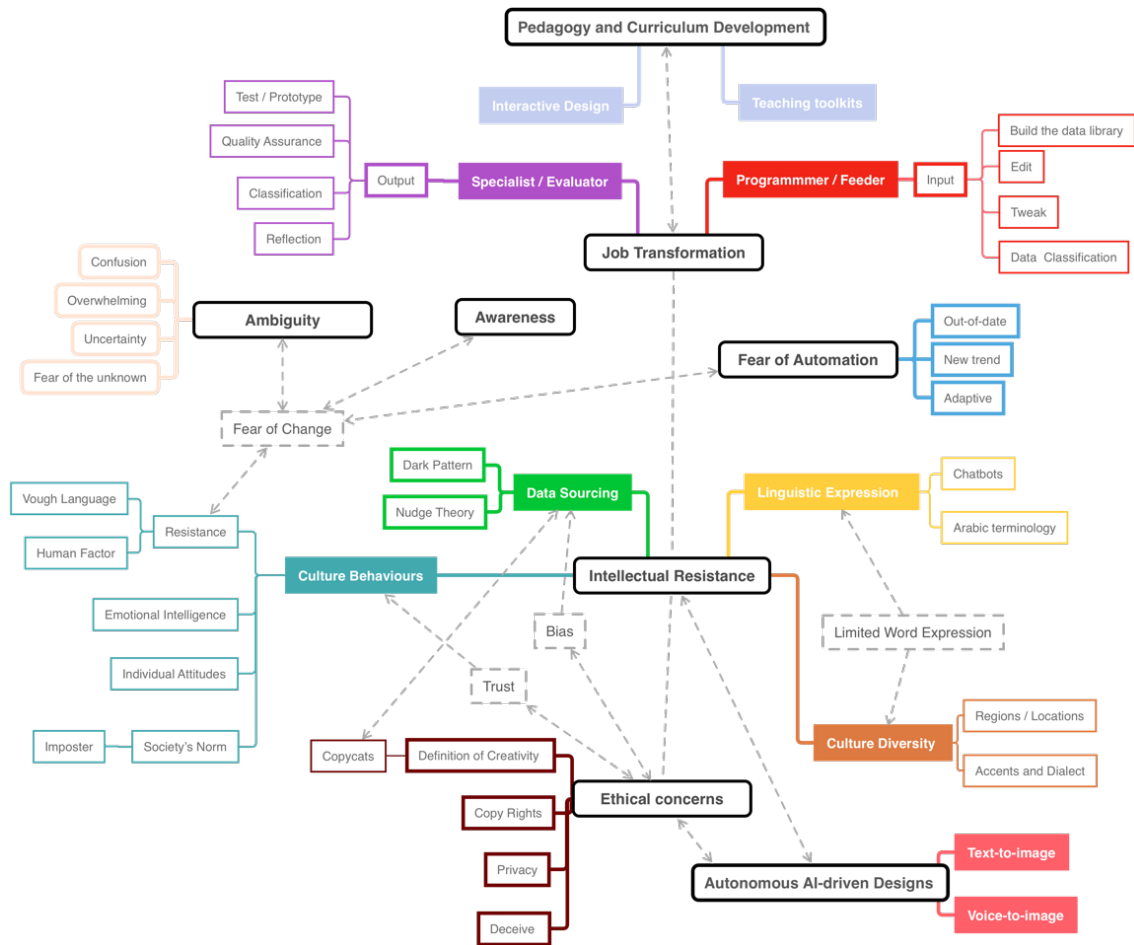 Pedagogy and Curriculum Development
Interactive Design
Teaching toolkits
Test / Prototype
Quality Assurance
Classification
Reflection
Output
Specialist / Evaluator
Programmmer / Feeder
Input
Build the data library
Edit
Tweak
Data  Classification
Job Transformation
Confusion
Overwhelming
Uncertainty
Fear of the unknown
Ambiguity
Awareness
Fear of Automation
Out-of-date
New trend
Adaptive
Fear of Change
Dark Pattern
Nudge Theory
Data Sourcing
Linguistic Expression
Chatbots
Arabic terminology
Vough Language
Human Factor
Resistance
Culture Behaviours
Intellectual Resistance
Emotional Intelligence
Individual Attitudes
Imposter
Society's Norm
Bias
Trust
Limited Word Expression
Culture Diversity
Regions / Locations
Accents and Dialect
Copycats
Definition of Creativity
Copy Rights
Privacy
Deceive
Ethical concerns
Autonomous AI-driven Designs
Text-to-image
Voice-to-image